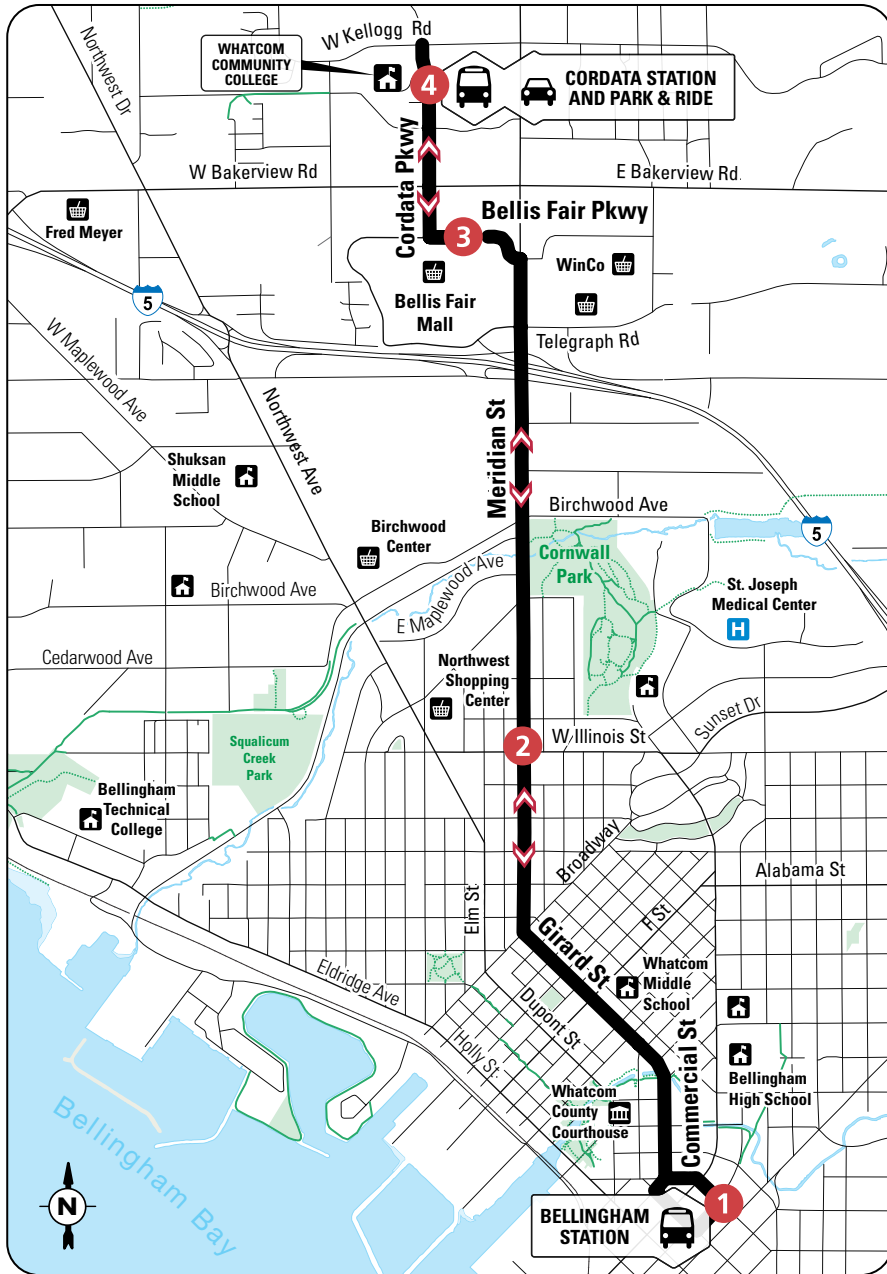 Northwest Dr
W Kellogg Rd
WHATCOM
COMMUNITY
COLLEGE
4
CORDATA STATION
AND PARK & RIDE
Cordata Pkwy
W Bakerview Rd
E Bakerview Rd
Fred Meyer
3
Bellis Fair Pkwy
WinCo
Bellis Fair
Mall
5
Telegraph Rd
W Maplewood Ave
Northwest Ave
Meridian St
Shuksan
Middle
School
Birchwood Ave
5
Birchwood
Center
Cornwall
Park
E Maplewood Ave
Birchwood Ave
St. Joseph
Medical Center
H
Cedarwood Ave
Northwest
Shopping
Center
Sunset Dr
Squalicum
Creek
Park
2
W Illinois St
Bellingham
Technical
College
Broadway
Alabama St
Elm St
F St
Girard St
Whatcom
Middle
School
Eldridge Ave
Dupont St
Holly St
Commercial St
Bellingham
High School
Whatcom
County
Courthouse
Bellingham Bay
N
1
BELLINGHAM
STATION